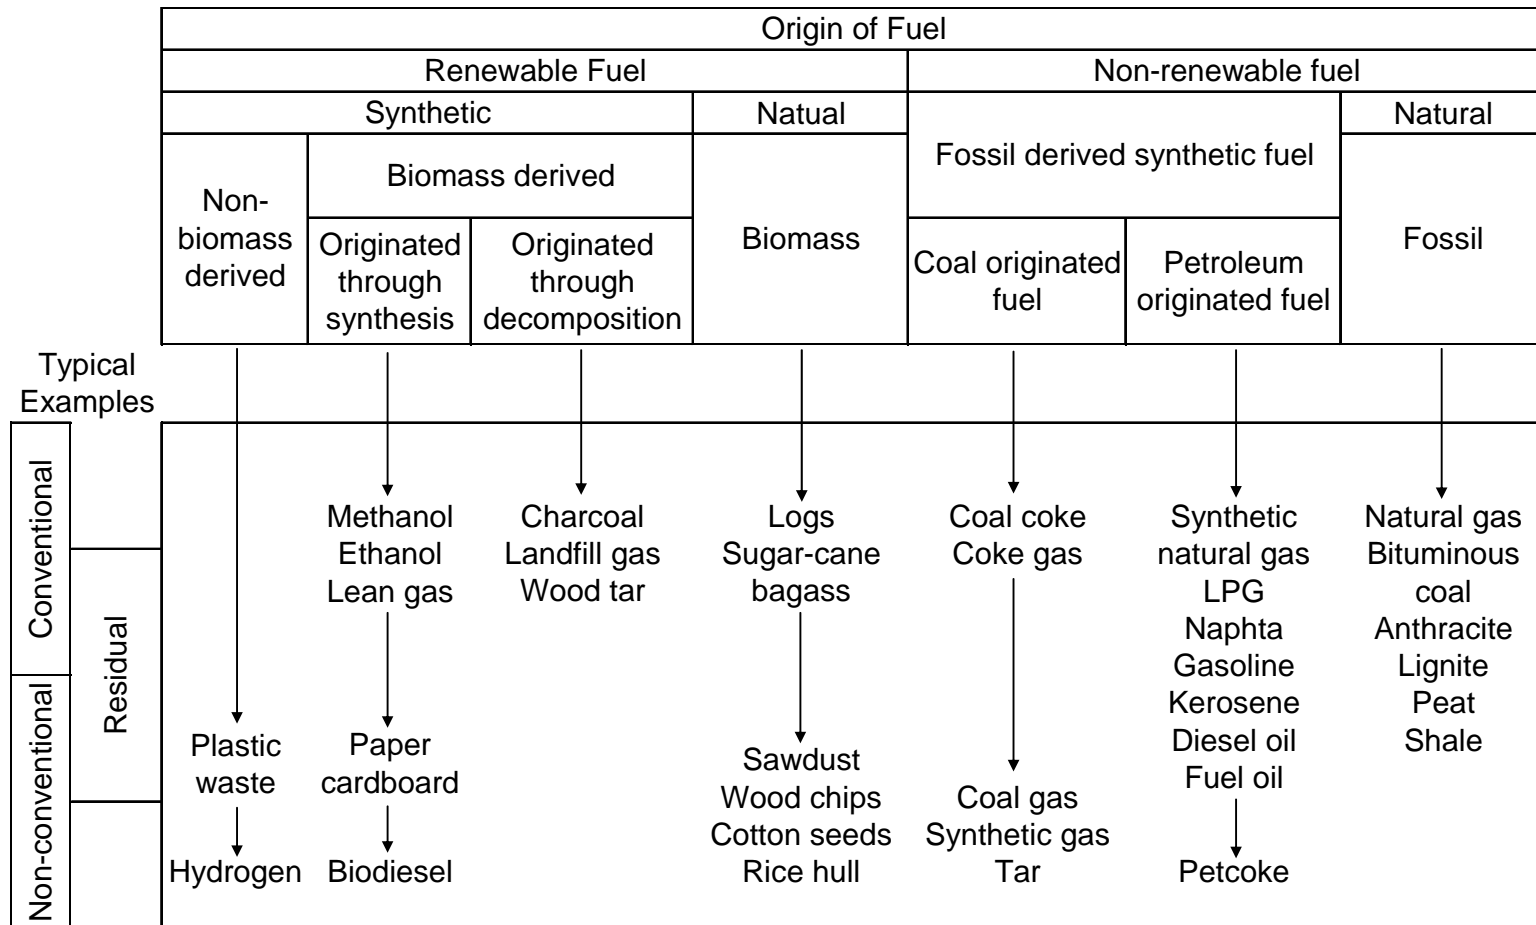 Origin of Fuel
Renewable Fuel
Non-renewable fuel
Synthetic
Natual
Fossil derived synthetic fuel
Natural
Non-
biomass
derived
Biomass derived
Originated
through
synthesis
Originated
through
decomposition
Biomass
Coal originated
fuel
Petroleum
originated fuel
Fossil
Typical
Examples
Conventional
Non-conventional
Residual
Plastic
waste
Hydrogen
Methanol
Ethanol
Lean gas
Paper
cardboard
Biodiesel
Charcoal
Landfill gas
Wood tar
Logs
Sugar-cane
bagass
Sawdust
Wood chips
Cotton seeds
Rice hull
Coal coke
Coke gas
Coal gas
Synthetic gas
Tar
Synthetic
natural gas
LPG
Naphta
Gasoline
Kerosene
Diesel oil
Fuel oil
Petcoke
Natural gas
Bituminous
coal
Anthracite
Lignite
Peat
Shale